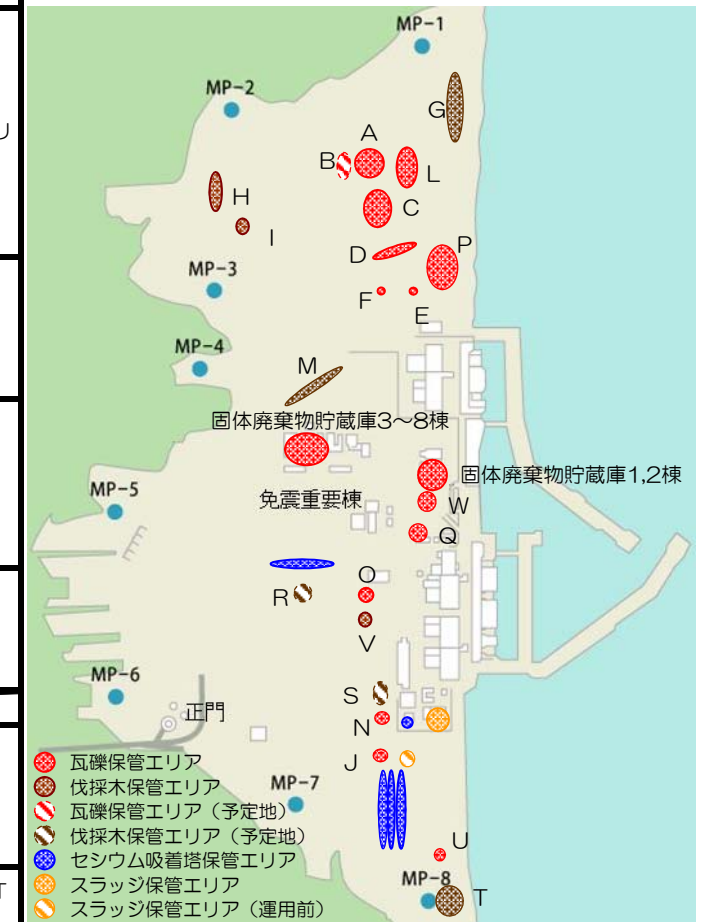 MP-1
MP-2
G
リ
A
B
L
H
C
I
D
P
MP-3
F
E
MP-4
M
固体廃棄物貯蔵庫3～8棟
固体廃棄物貯蔵庫1,2棟
MP-5
免震重要棟
W
Q
O
R
V
MP-6
S
正門
N
J
瓦礫保管エリア
伐採木保管エリア
MP-7
瓦礫保管エリア（予定地）
伐採木保管エリア（予定地）
U
セシウム吸着塔保管エリア
MP-8
スラッジ保管エリア
T
T
スラッジ保管エリア（運用前）